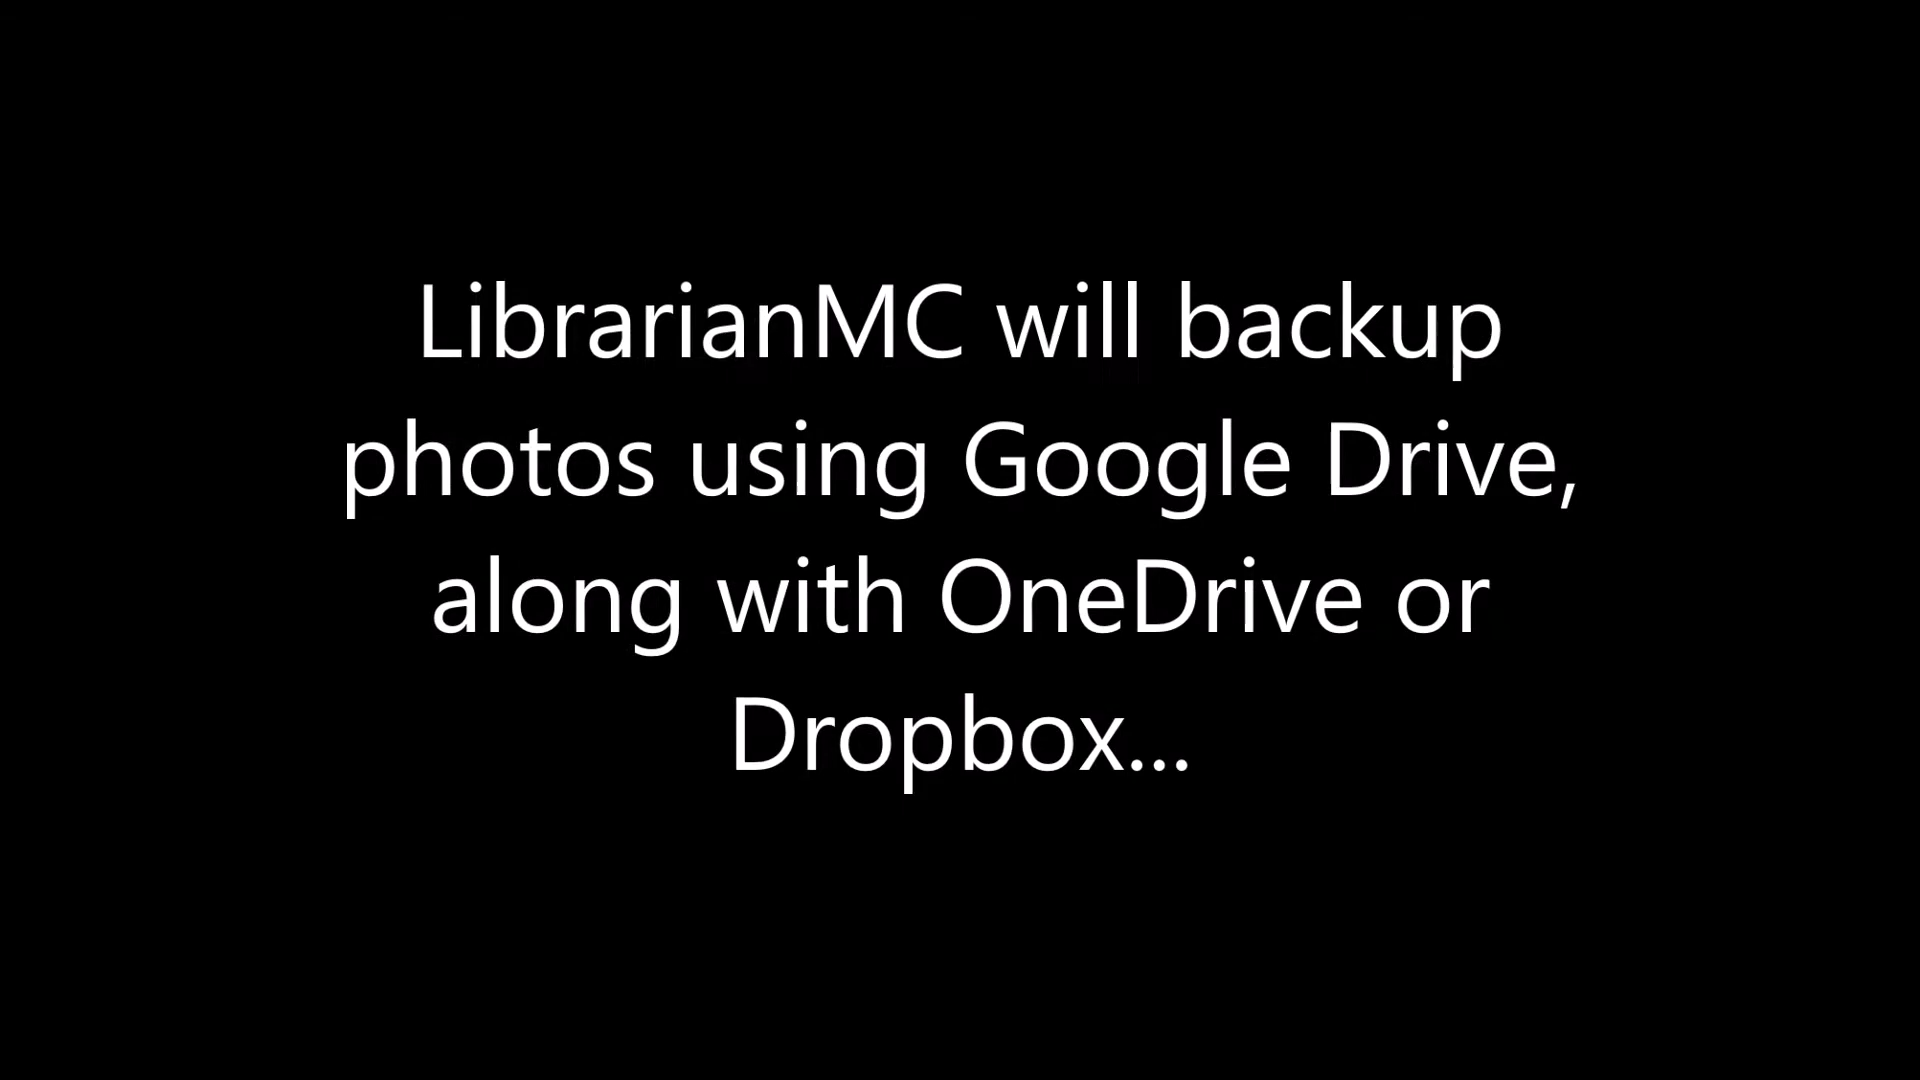 LibrarianMC will backup
photos using Google Drive,
along with OneDrive or
Dropbox...